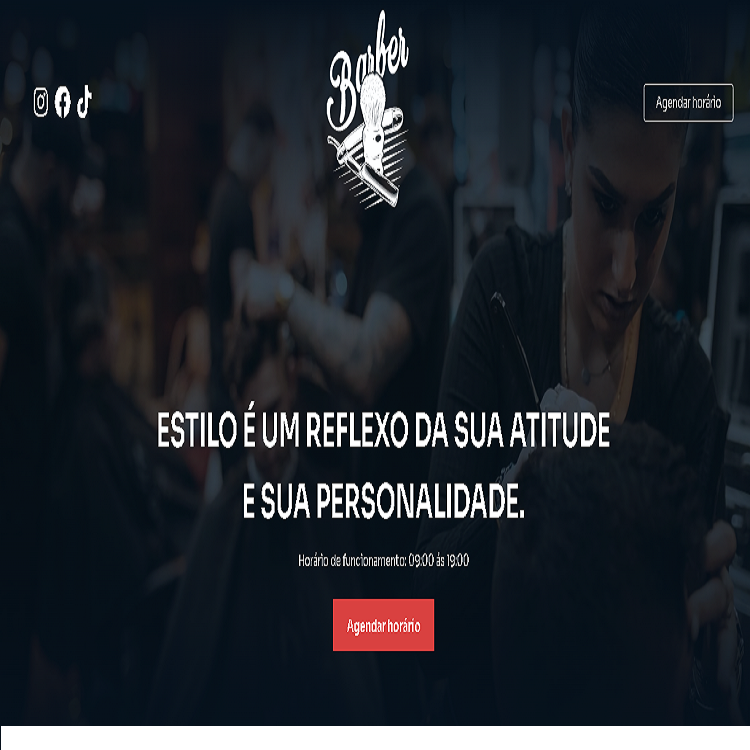 Barber
Agendar horário
ESTILO É UM REFLEXO DA SUA ATITUDE
E SUA PERSONALIDADE.
Horário de funcionamento: 09:00 ás 19:00
Agendar horário